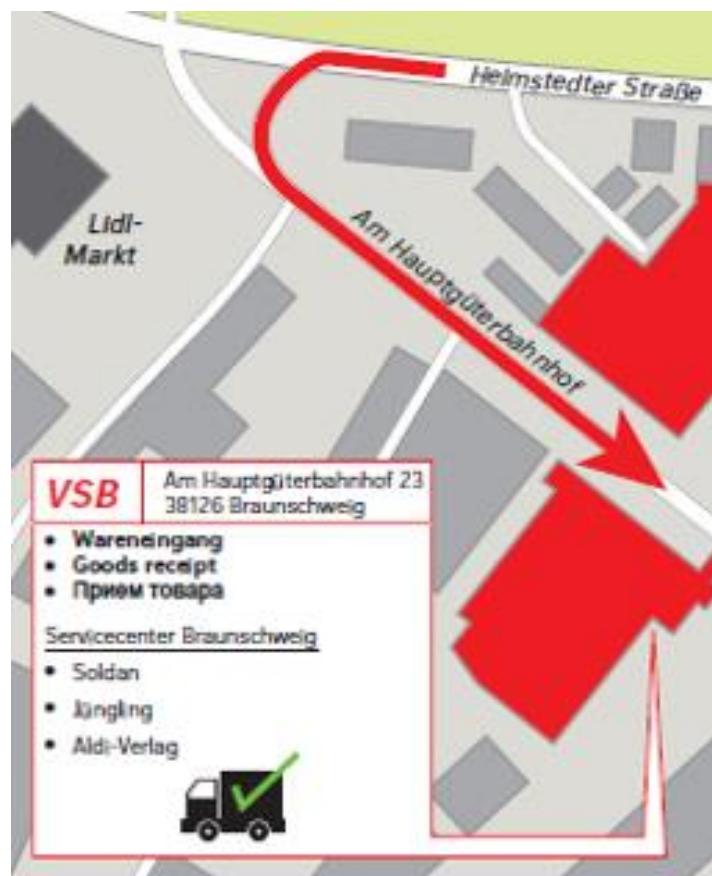 Helmstedter Straße
Lidl-
Markt
Am Hauptgüterbahnhof
VSB
Am Hauptgüterbahnhof 23
38126 Braunschweig
• Wareneingang
• Goods receipt
• Прием товара
Servicecenter Braunschweig
• Soldan
• Jüngling
• Aldi-Verlag